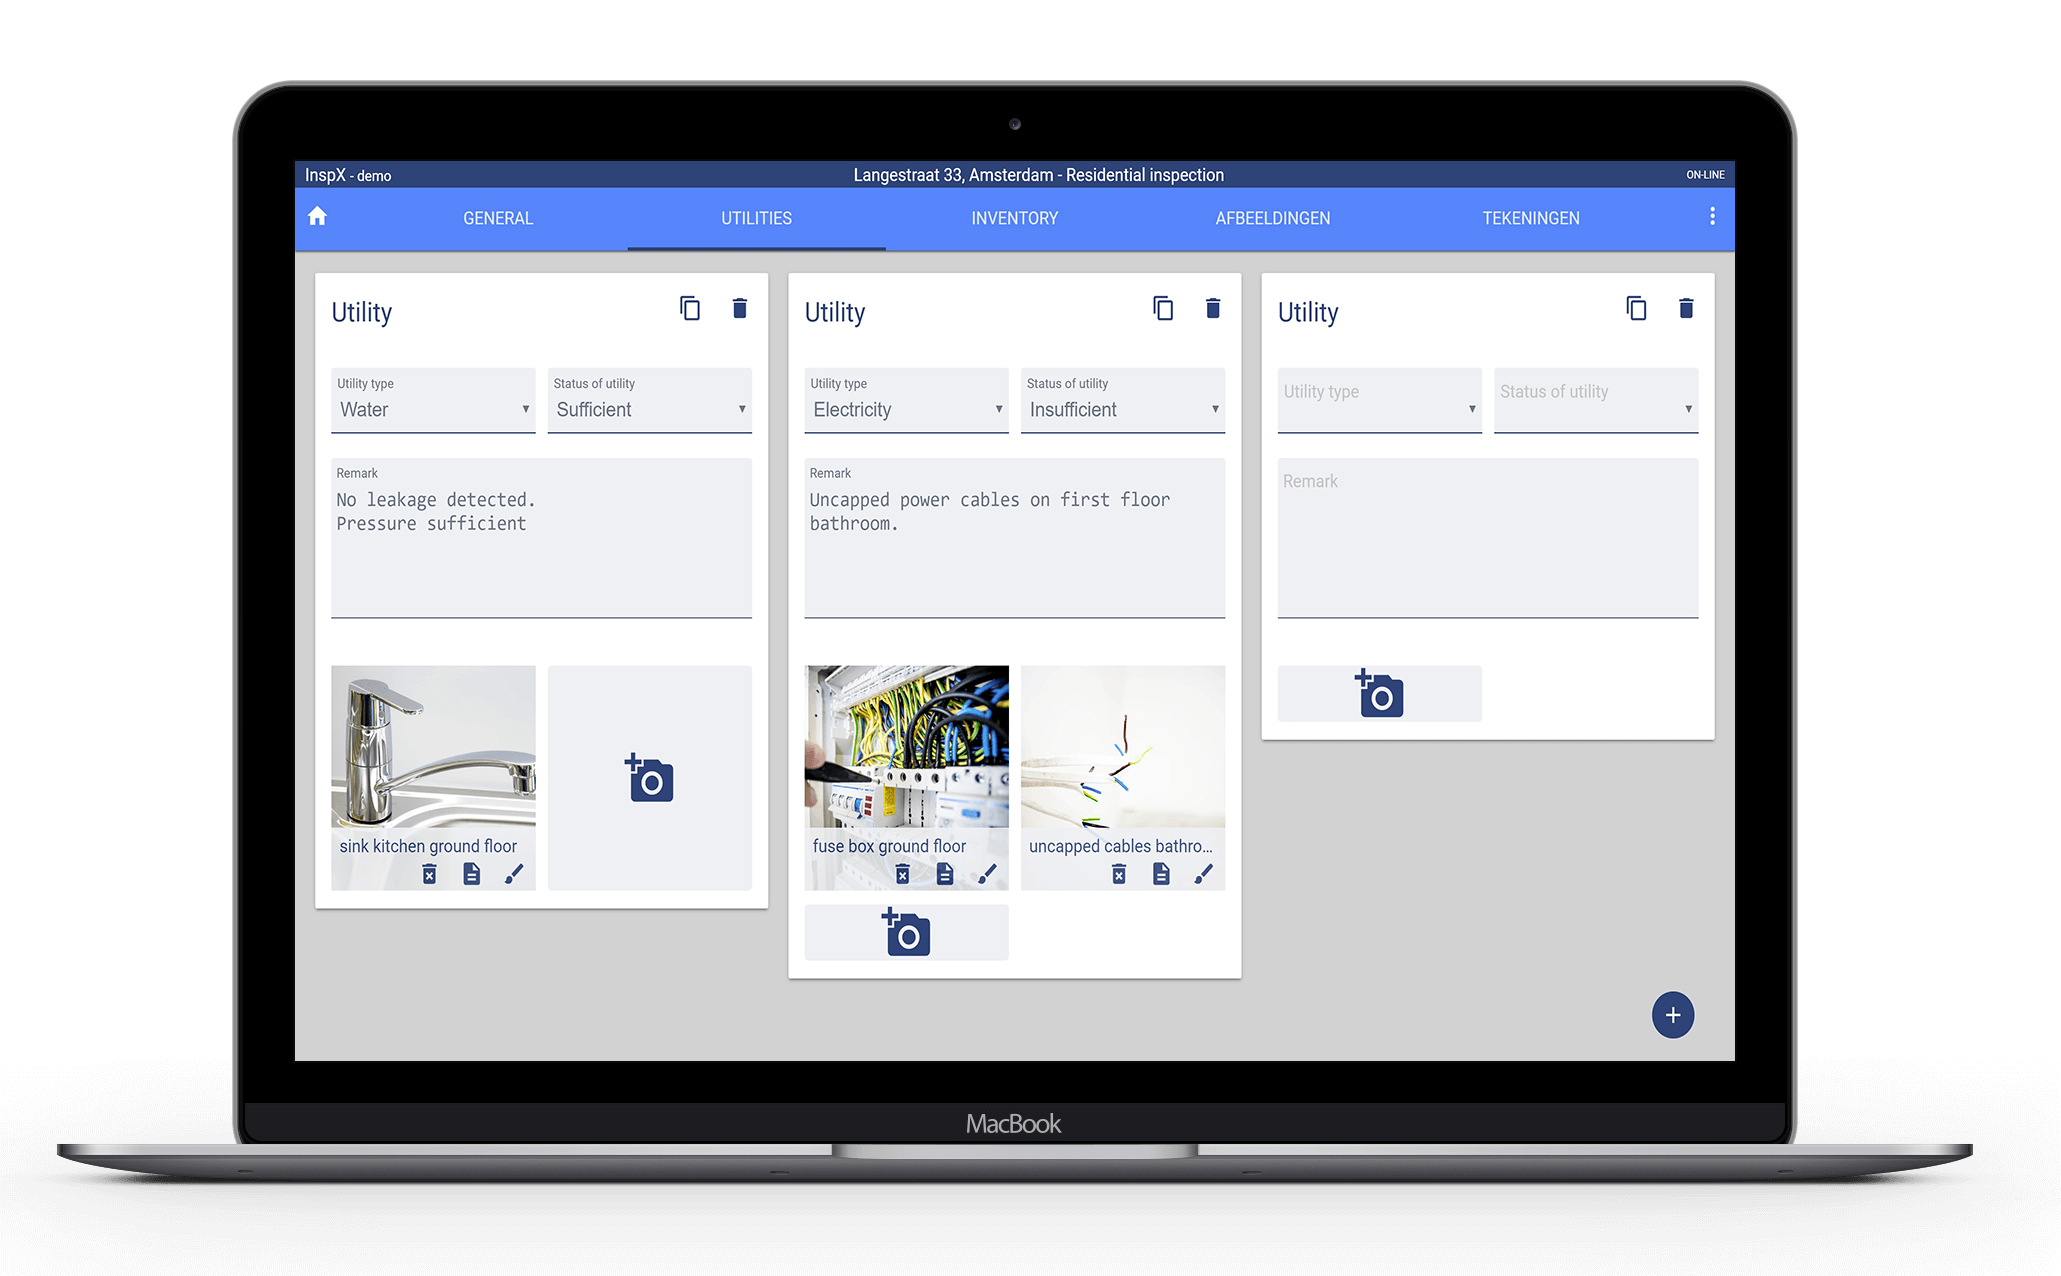 InspX - demo
Langestraat 33, Amsterdam - Residential inspection
ON-LINE
GENERAL
UTILITIES
INVENTORY
AFBEELDINGEN
TEKENINGEN
Utility
Utility type
Water
Status of utility
Sufficient
Remark
No leakage detected.
Pressure sufficient
sink kitchen ground floor
Utility
Utility type
Electricity
Status of utility
Insufficient
Remark
Uncapped power cables on first floor
bathroom.
fuse box ground floor
uncapped cables bathro...
Utility
Utility type
Status of utility
Remark
MacBook